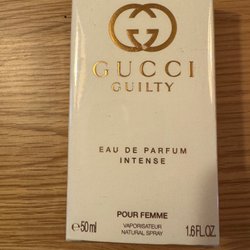 GUCCI
GUILTY
EAU DE PARFUM
INTENSE
POUR FEMME
VAPORISATEUR
NATURAL SPRAY
℮50ml 1.6FL.OZ.